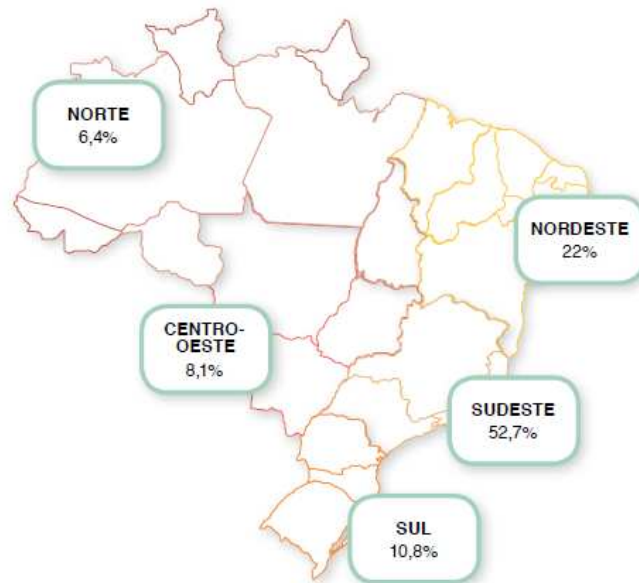 NORTE
6,4%
NORDESTE
22%
CENTRO-
OESTE
8,1%
SUDESTE
52,7%
SUL
10,8%